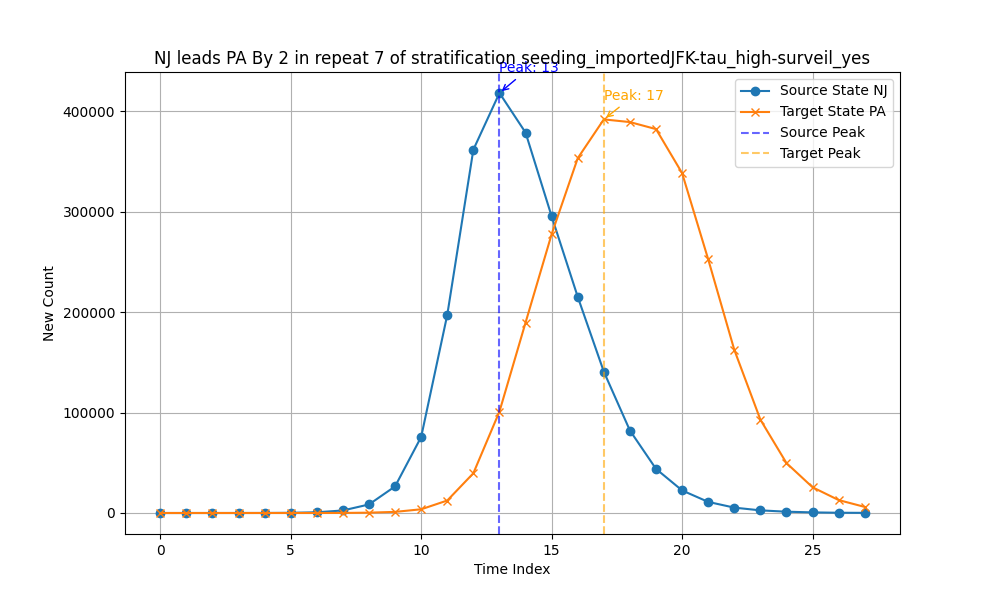 NJ leads PA By 2 in repeat 7 of stratification seeding_importedJFK-tau_high-surveil_yes
Peak: 13
Peak: 17
Source State NJ
Target State PA
Source Peak
Target Peak
New Count
400000
300000
200000
100000
0
0 5 10 15 20 25
Time Index